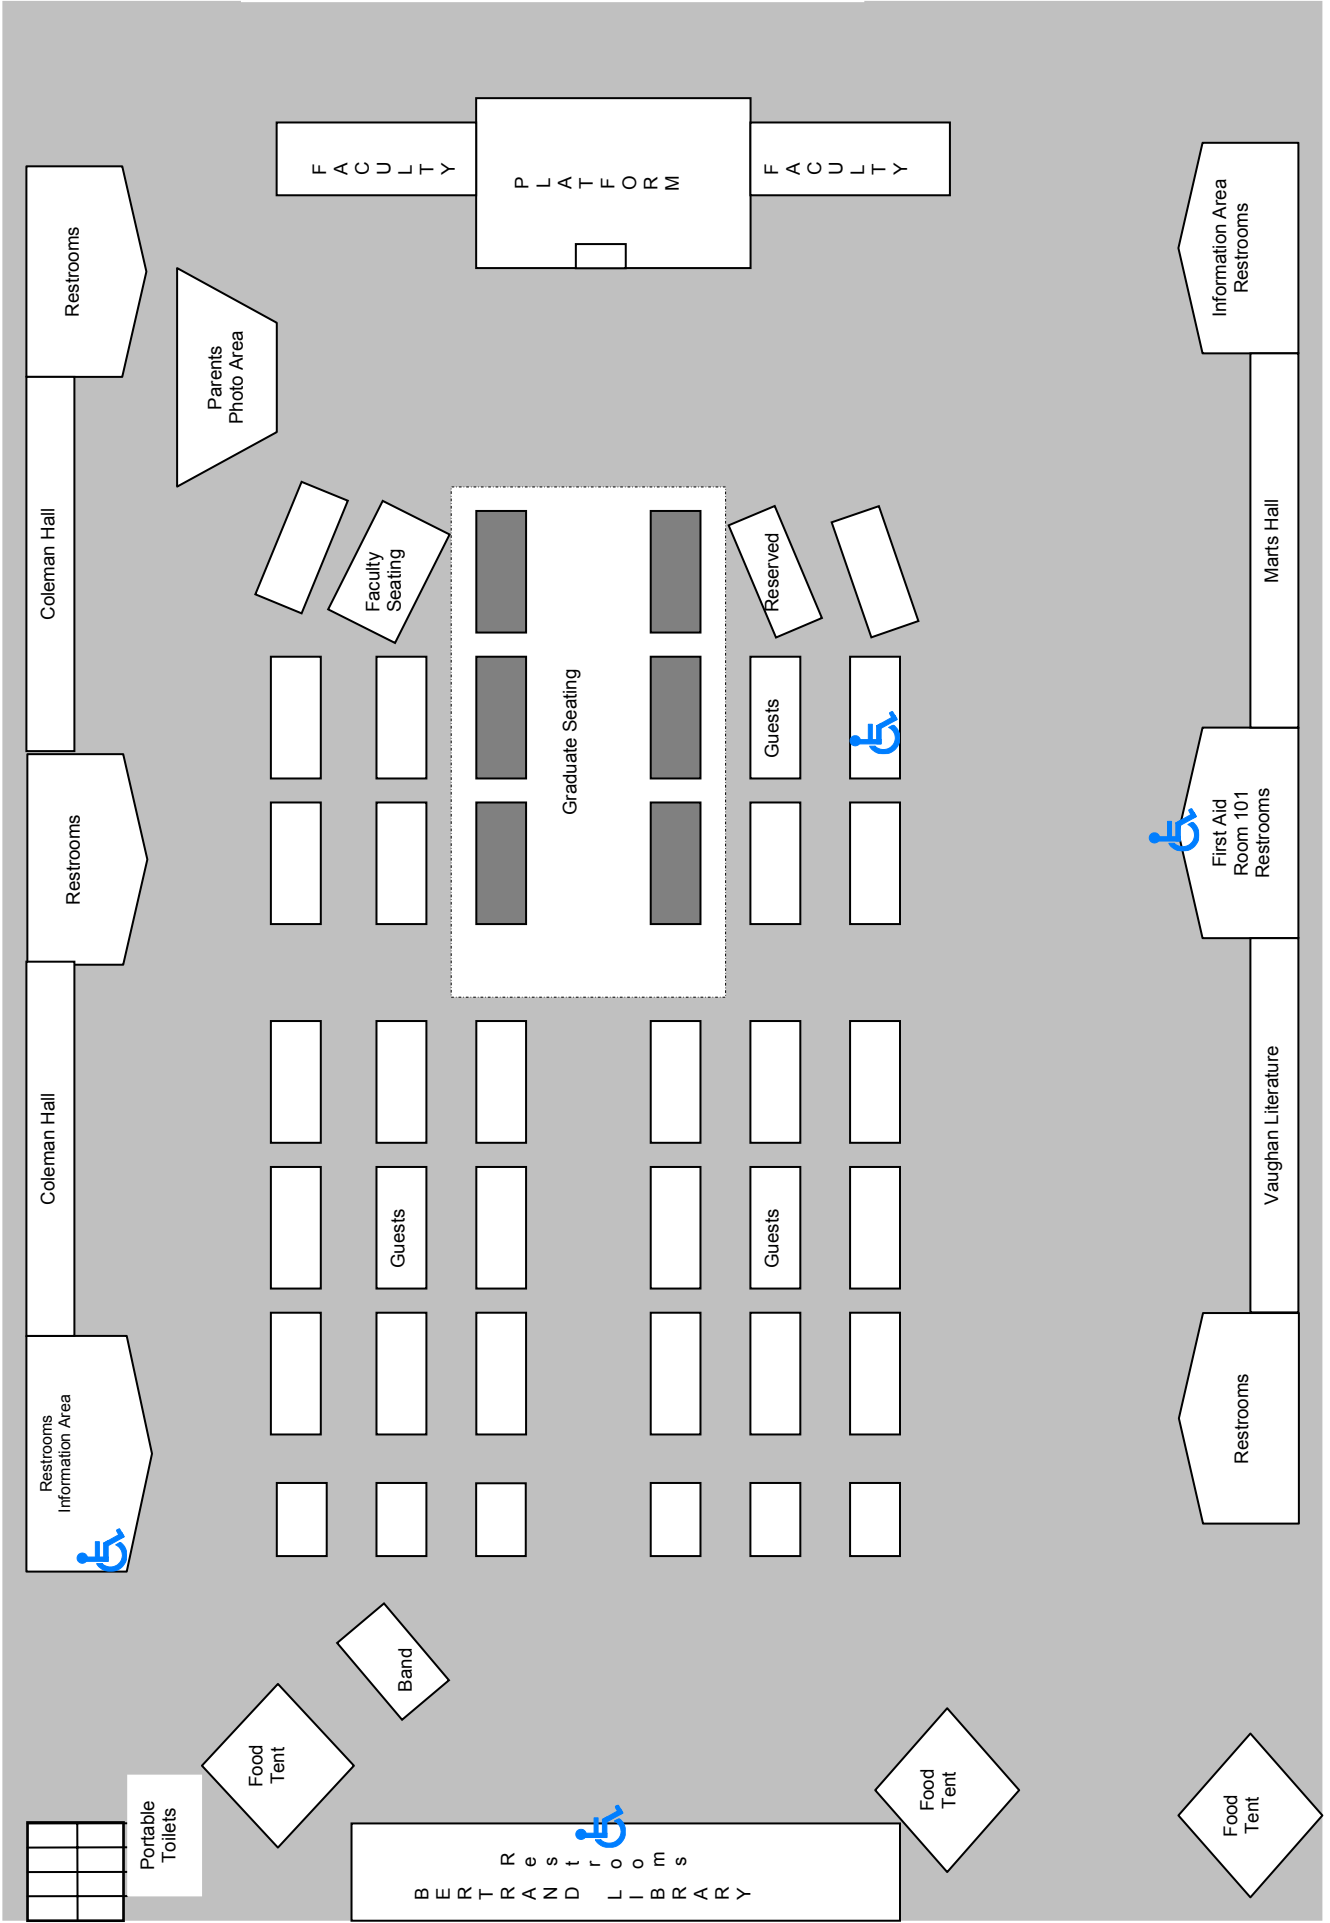 FACULTY
PLATFORM
FACULTY
Restrooms
Information Area
Restrooms
Parents
Photo Area
Coleman Hall
Marts Hall
Faculty
Seating
Reserved
Graduate Seating
Guests
Restrooms
First Aid
Room 101
Restrooms
Coleman Hall
Vaughan Literature
Guests
Guests
Restrooms
Information Area
Restrooms
Band
Food
Tent
Food
Tent
Food
Tent
Portable
Toilets
Restrooms
BERTRAND LIBRARY